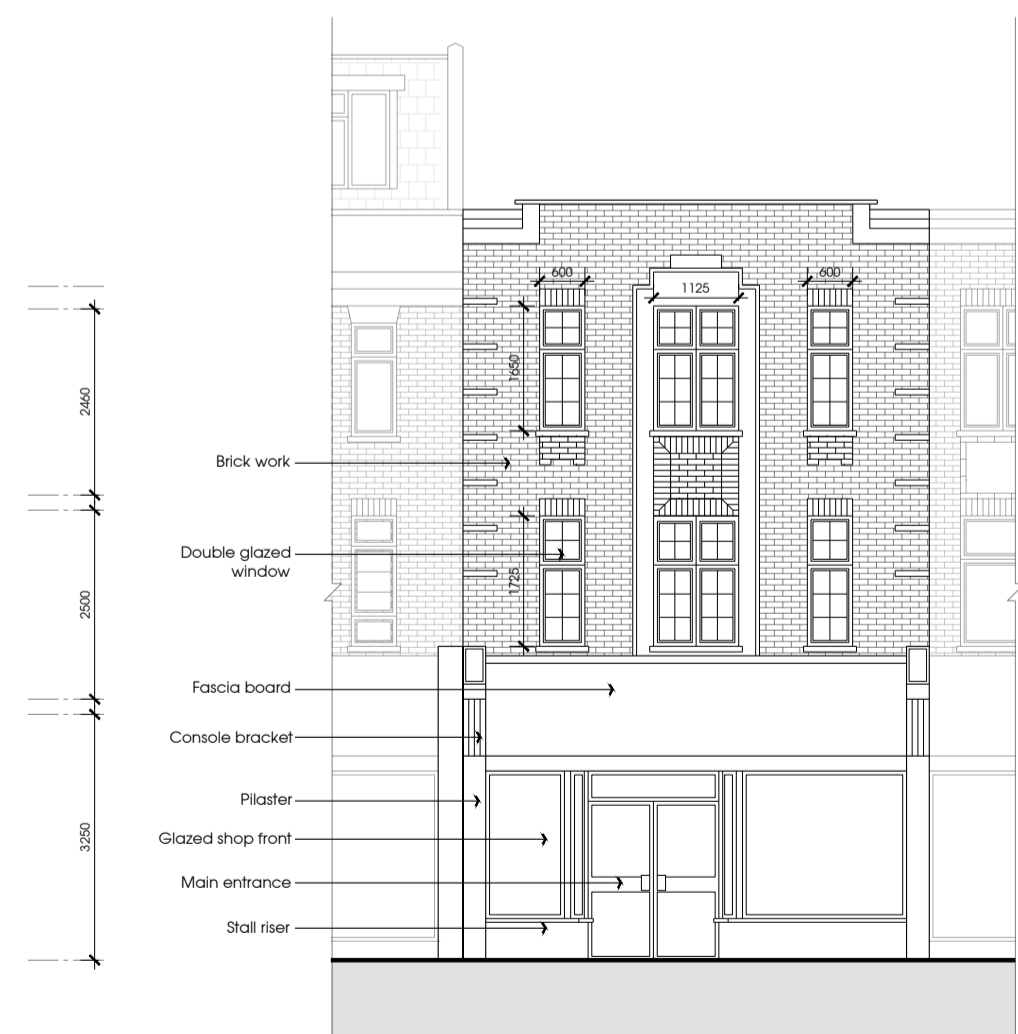 600
600
1125
1650
2460
Brick work
Double glazed
window
1725
2500
Fascia board
Console bracket
Pilaster
3250
Glazed shop front
Main entrance
Stall riser